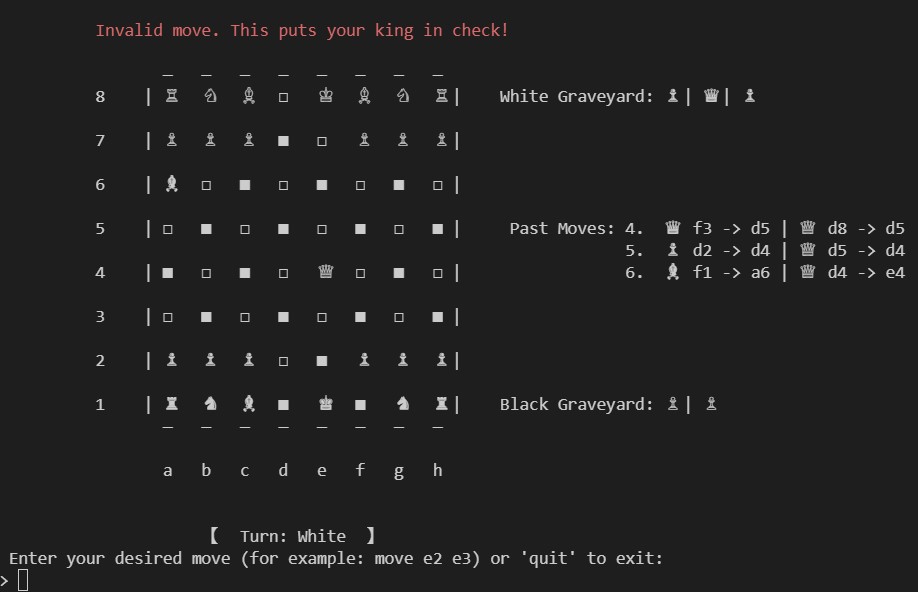 Invalid move. This puts your king in check!
_ _ _ _ _ _ _ _
8 | ♖ ♘ ♗ □ ♔ ♗ ♘ ♖ | White Graveyard: ♝ | ♛ | ♝
7 | ♙ ♙ ♙ ■ □ ♙ ♙ ♙ |
6 | ♝ □ ■ □ ■ □ ■ □ |
5 | □ ■ □ ■ □ ■ □ ■ | Past Moves: 4. ♛ f3 -> d5 | ♕ d8 -> d5
5. ♟ d2 -> d4 | ♕ d5 -> d4
4 | ■ □ ■ □ ♕ □ ■ □ | 6. ♝ f1 -> a6 | ♕ d4 -> e4
3 | □ ■ □ ■ □ ■ □ ■ |
2 | ♟ ♟ ♟ □ ■ ♟ ♟ ♟ |
1 | ♜ ♞ ♝ ■ ♚ ■ ♞ ♜ | Black Graveyard: ♙ | ♙
_ _ _ _ _ _ _ _
a b c d e f g h
【 Turn: White 】
Enter your desired move (for example: move e2 e3) or 'quit' to exit:
>